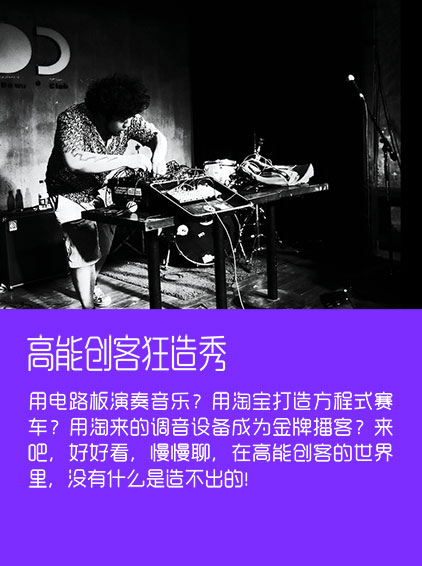 Club
高能创客狂造秀
用电路板演奏音乐？用淘宝打造方程式赛
车？用淘来的调音设备成为金牌播客？来
吧，好好看，慢慢聊，在高能创客的世界
里，没有什么是造不出的！